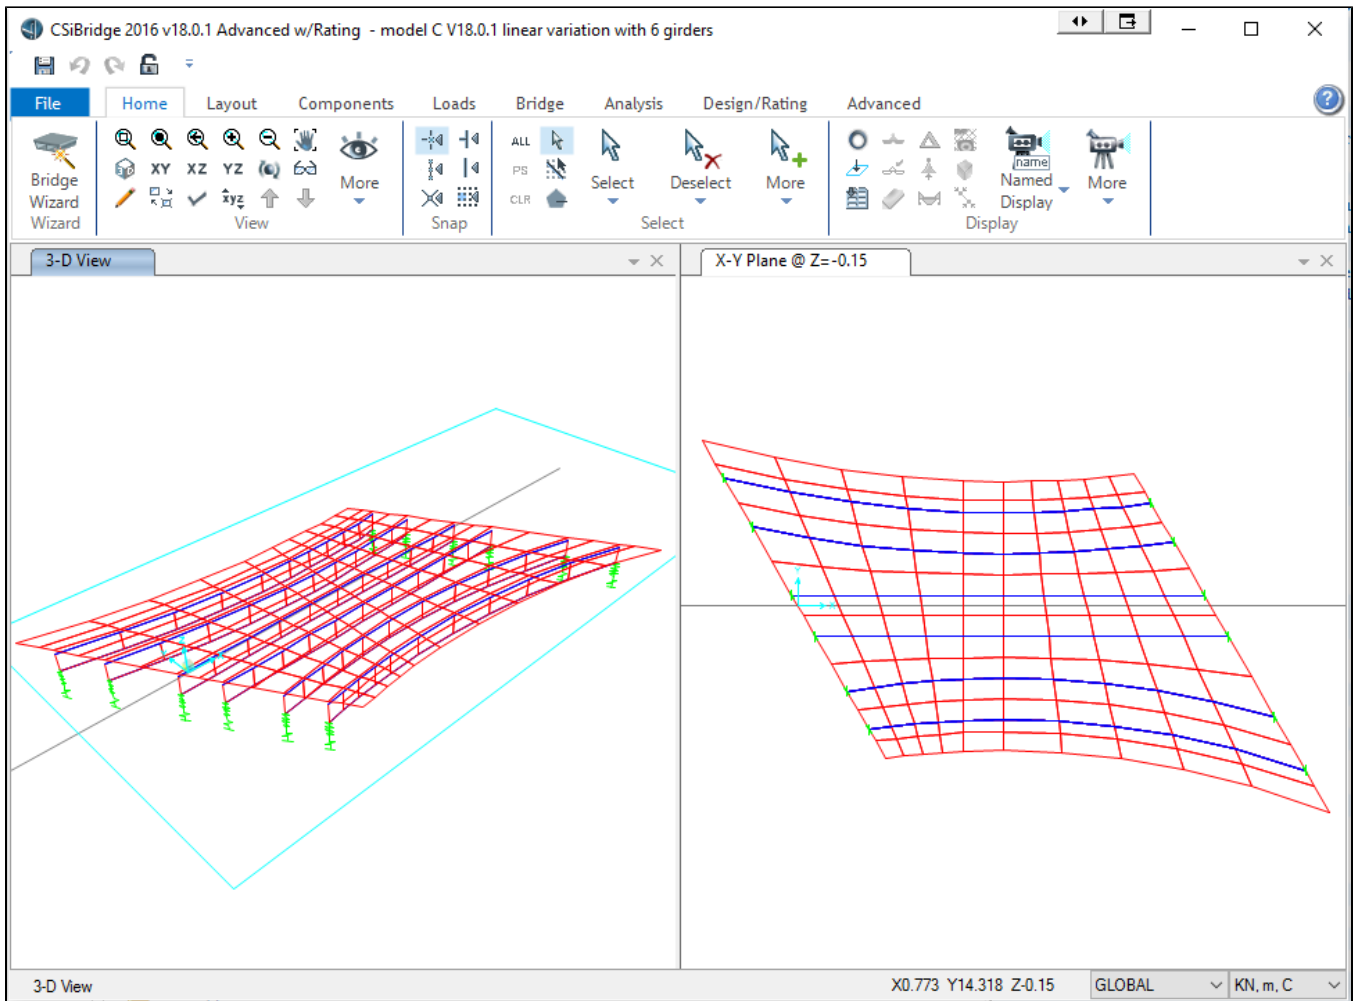 CSiBridge 2016 v18.0.1 Advanced w/Rating - model C V18.0.1 linear variation with 6 girders
File Home Layout Components Loads Bridge Analysis Design/Rating Advanced
ALL
name
XY XZ YZ
PS
Bridge
Wizard
More
Select
Deselect
More
Named
Display
More
xyz
CLR
Wizard View Snap Select Display
3-D View
X-Y Plane @ Z=-0.15
3-D View
X0.773 Y14.318 Z-0.15
GLOBAL
KN, m, C